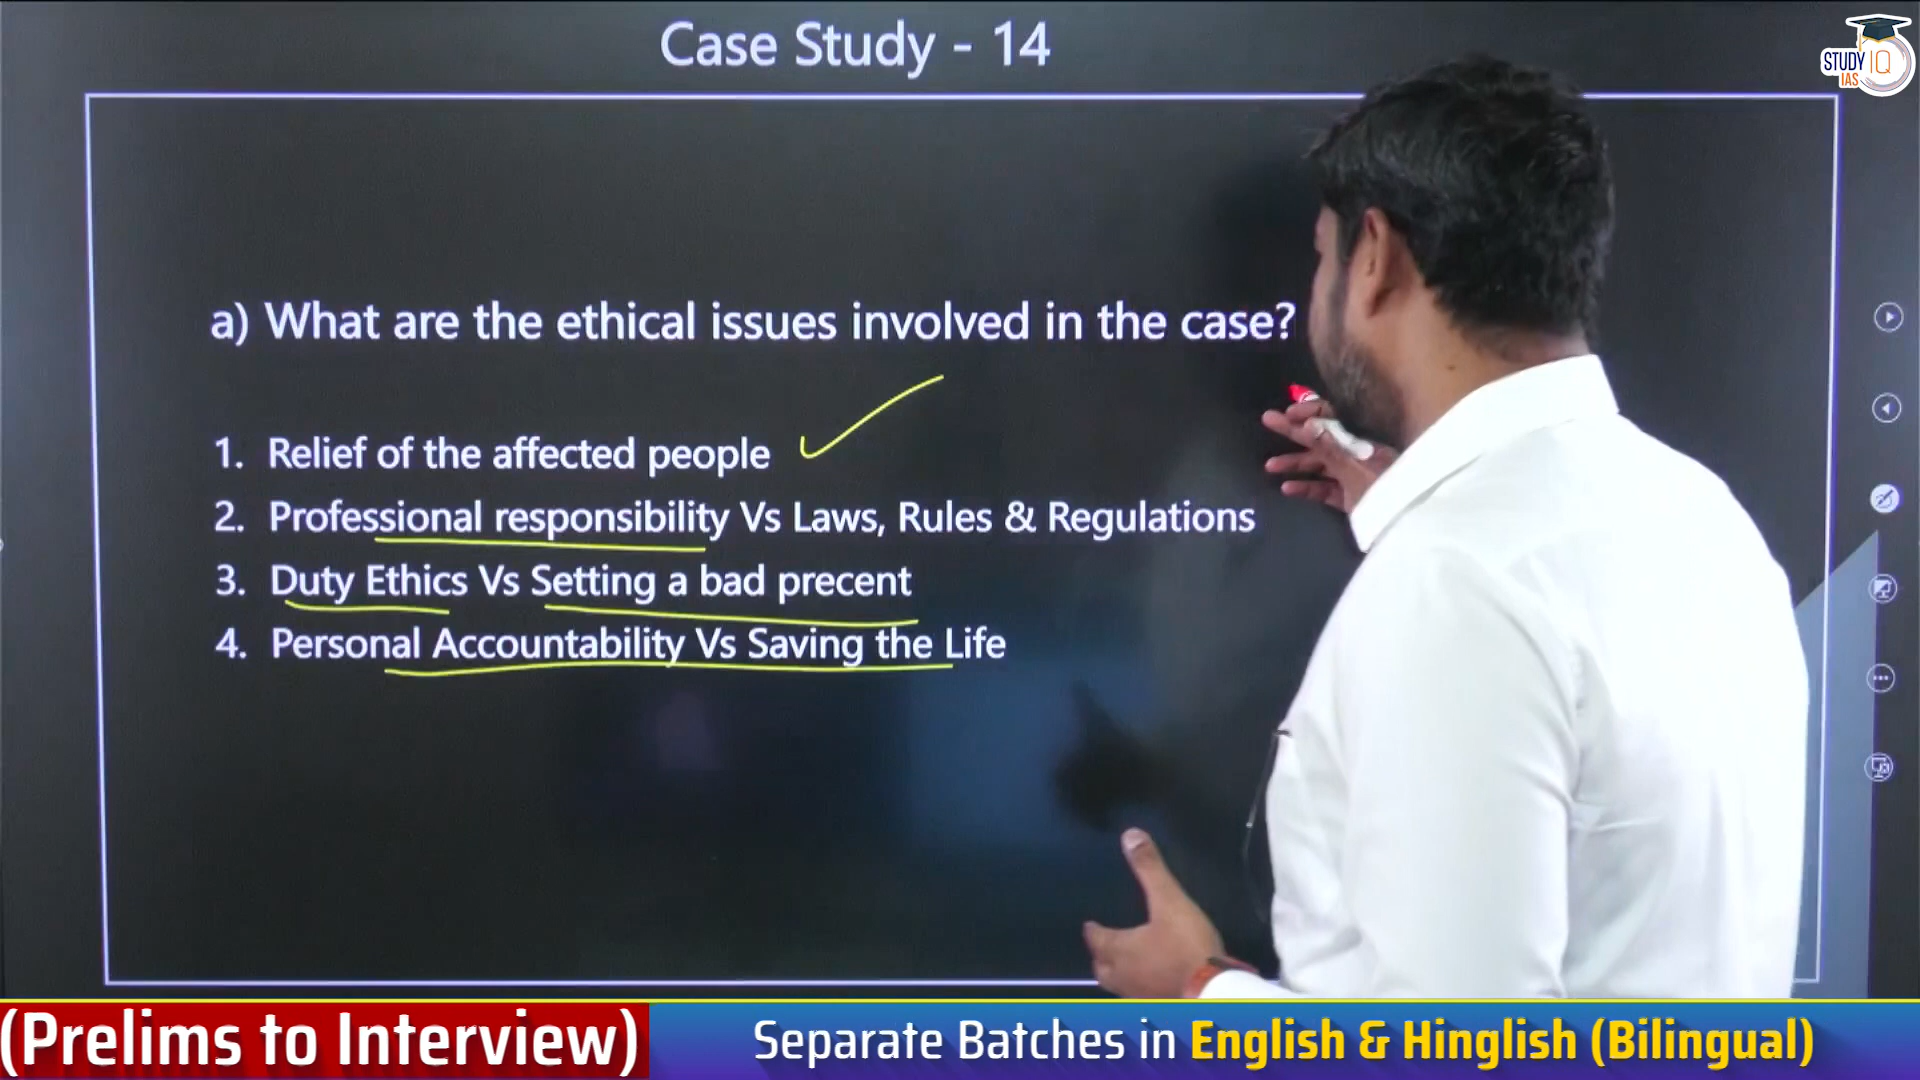 Case Study - 14
STUDY IQ
IAS
a) What are the ethical issues involved in the case?
1. Relief of the affected people
2. Professional responsibility Vs Laws, Rules & Regulations
3. Duty Ethics Vs Setting a bad precent
4. Personal Accountability Vs Saving the Life
(Prelims to Interview)
Separate Batches in English & Hinglish (Bilingual)